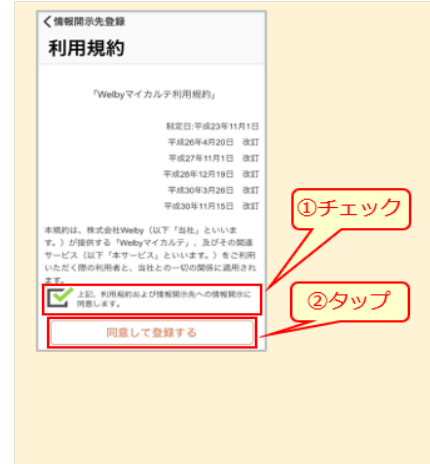 く情報開示先登録
利用規約
「Welbyマイカルテ利用規約」
制定日:平成23年11月1日
平成26年4月20日　改訂
平成27年11月1日　改訂
平成28年12月19日　改訂
平成30年3月26日　改訂
平成30年11月15日　改訂
本規約は、株式会社Welby（以下「当社」といいま
す。）が提供する「Welbyマイカルテ」、及びその関連
サービス（以下「本サービス」といいます。）をご利用
いただく際の利用者と、当社との一切の関係に適用され
ます。
上記、利用規約および情報開示先への情報開示に
同意します。
同意して登録する
①チェック
②タップ